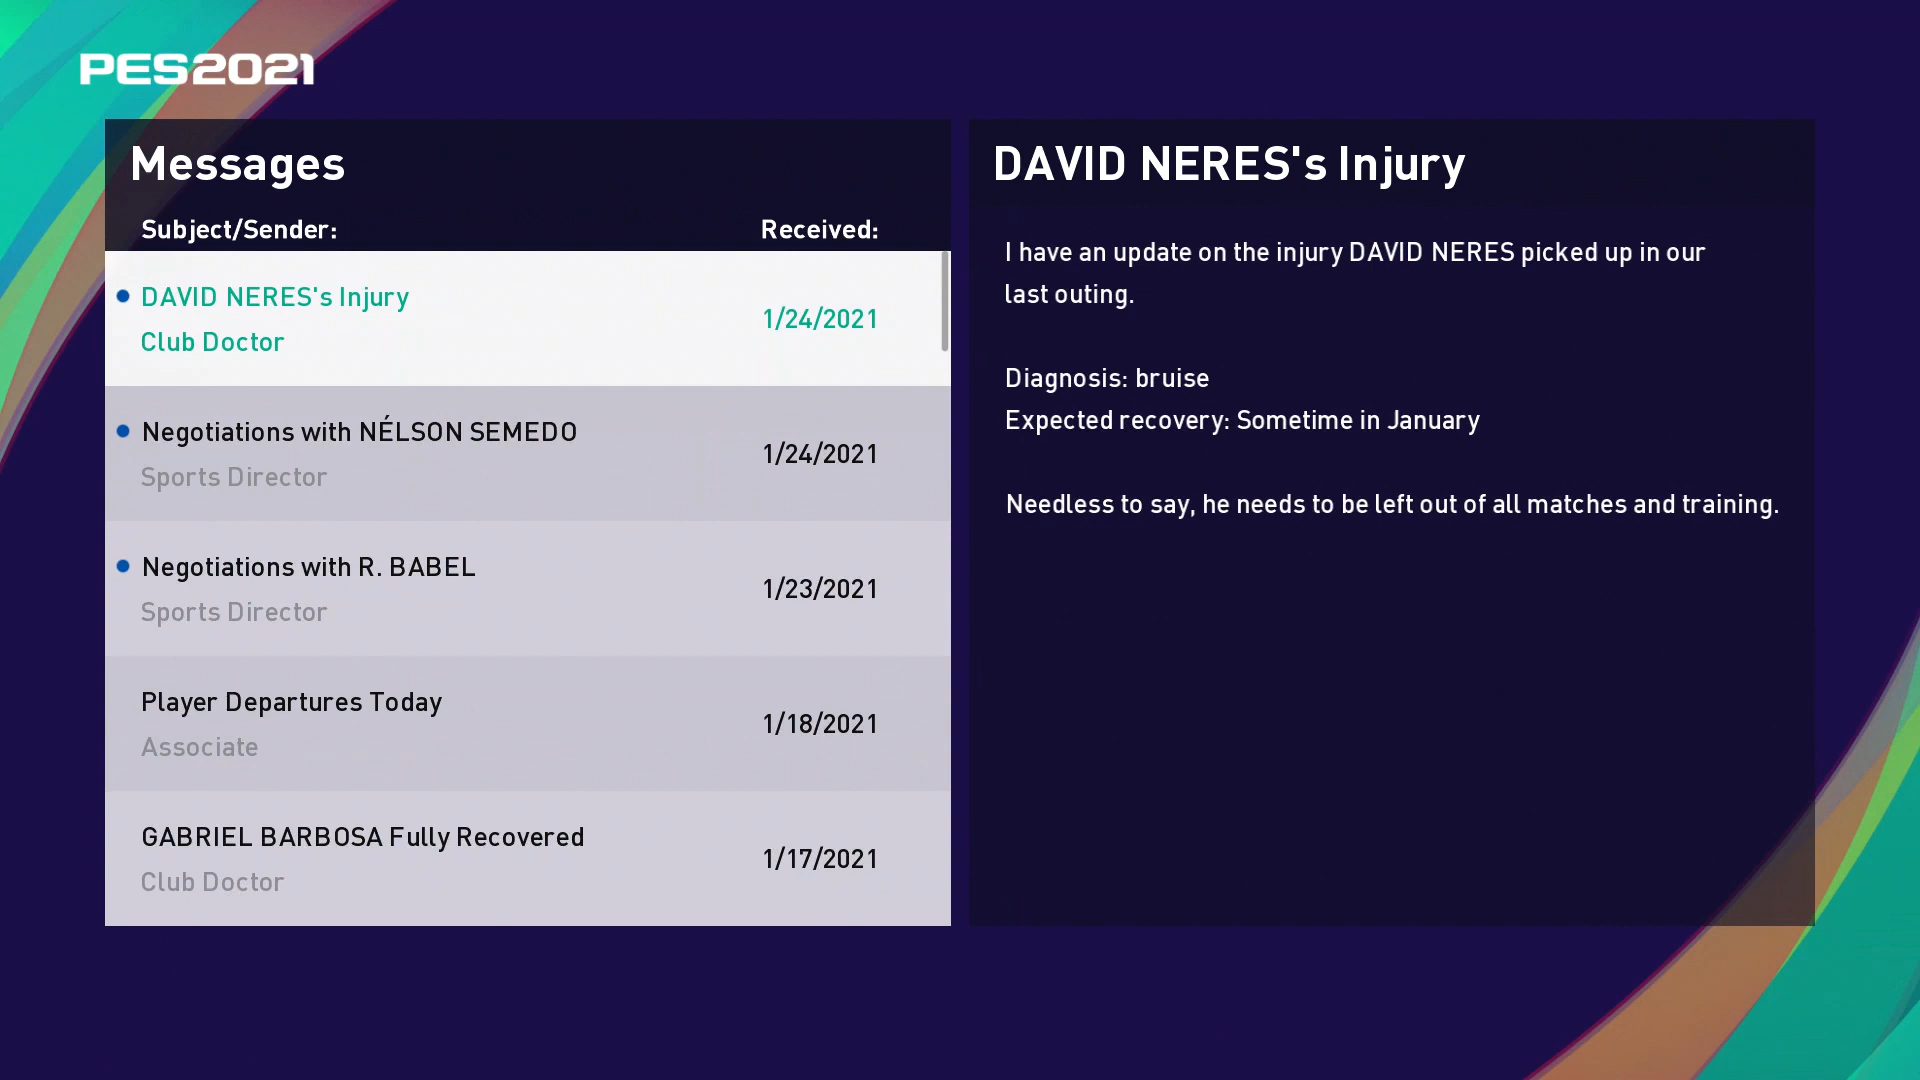 PES2021
Messages
Subject/Sender: Received:
DAVID NERES's Injury
Club Doctor
1/24/2021
Negotiations with NÉLSON SEMEDO
Sports Director
1/24/2021
Negotiations with R. BABEL
Sports Director
1/23/2021
Player Departures Today
Associate
1/18/2021
GABRIEL BARBOSA Fully Recovered
Club Doctor
1/17/2021
DAVID NERES's Injury
I have an update on the injury DAVID NERES picked up in our
last outing.
Diagnosis: bruise
Expected recovery: Sometime in January
Needless to say, he needs to be left out of all matches and training.